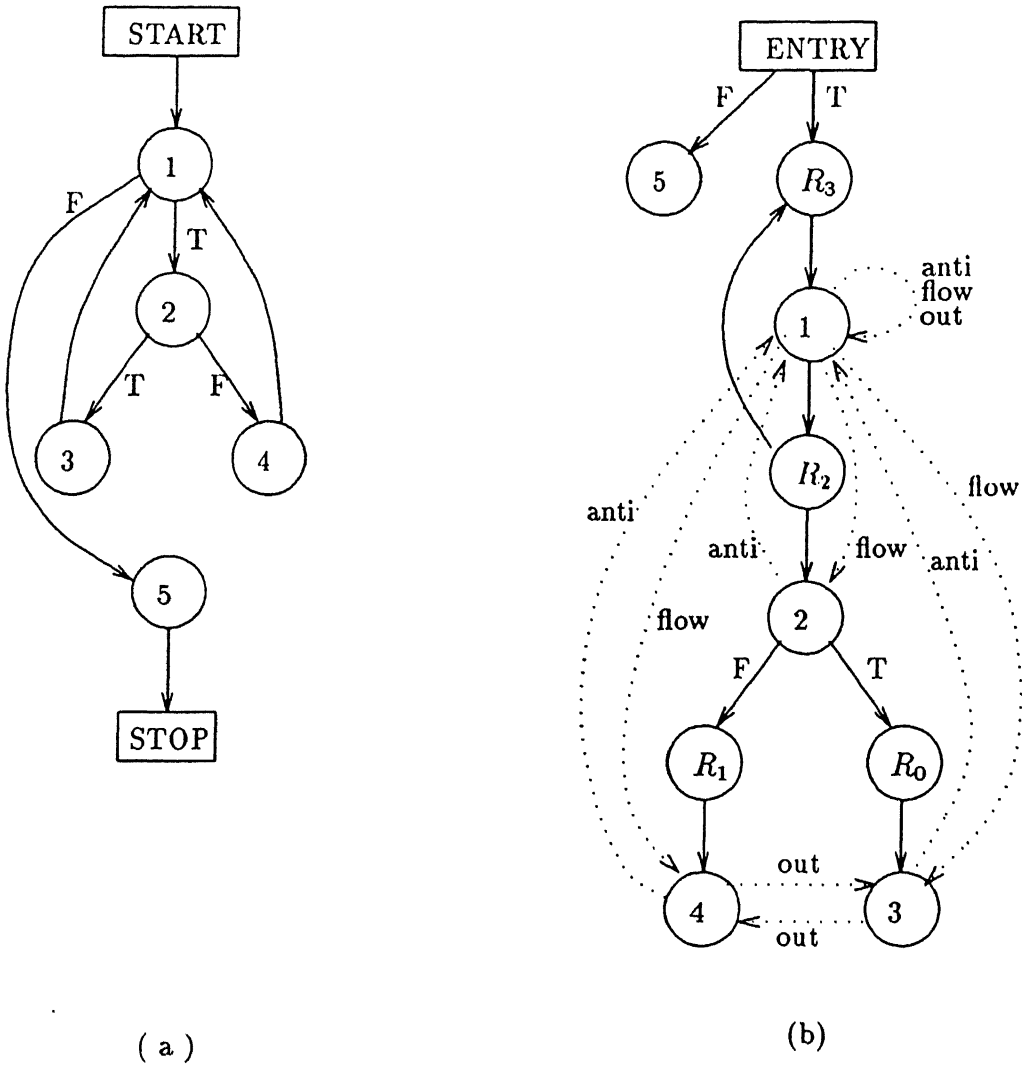 START
1
F
T
2
T
F
3
4
5
STOP
( a )
ENTRY
F
T
5
R₃
anti
flow
out
1
R₂
flow
anti
anti
flow
anti
flow
2
F
T
R₁
R₀
out
4
3
out
(b)